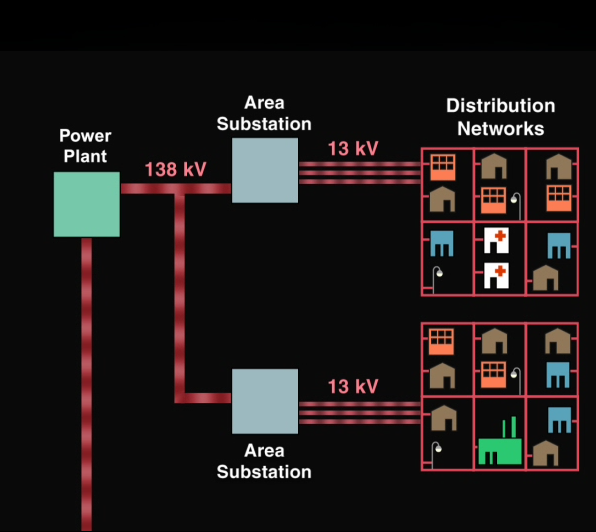 Power
Plant
138 kV
Area
Substation
13 kV
Distribution
Networks
13 kV
Area
Substation